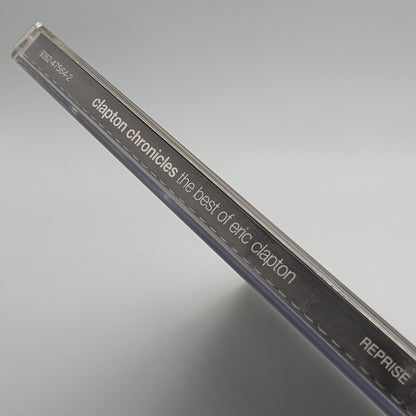 9362-47564-2
clapton chronicles the best of eric clapton
REPRISE